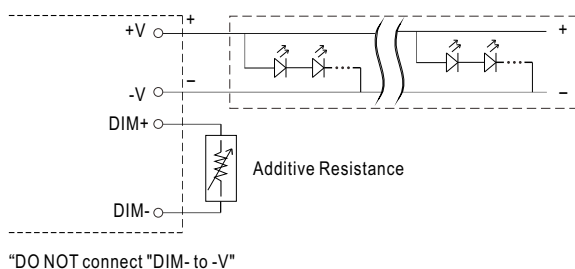 +
+V
+
−
-V
−
DIM+
Additive Resistance
DIM-
“DO NOT connect "DIM- to -V"